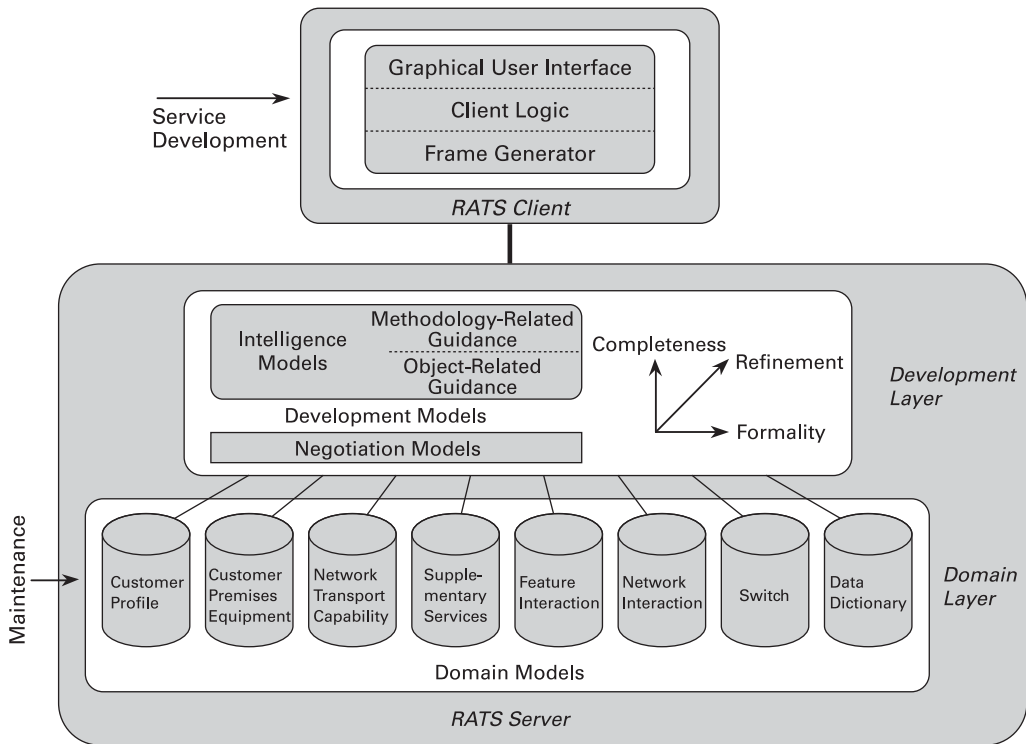 Graphical User Interface
Client Logic
Frame Generator
Service
Development
RATS Client
Intelligence
Models
Methodology-Related
Guidance
Object-Related
Guidance
Development Models
Negotiation Models
Completeness
Refinement
Formality
Development
Layer
Maintenance
Customer
Profile
Customer
Premises
Equipment
Network
Transport
Capability
Supple-
mentary
Services
Feature
Interaction
Network
Interaction
Switch
Data
Dictionary
Domain
Layer
Domain Models
RATS Server